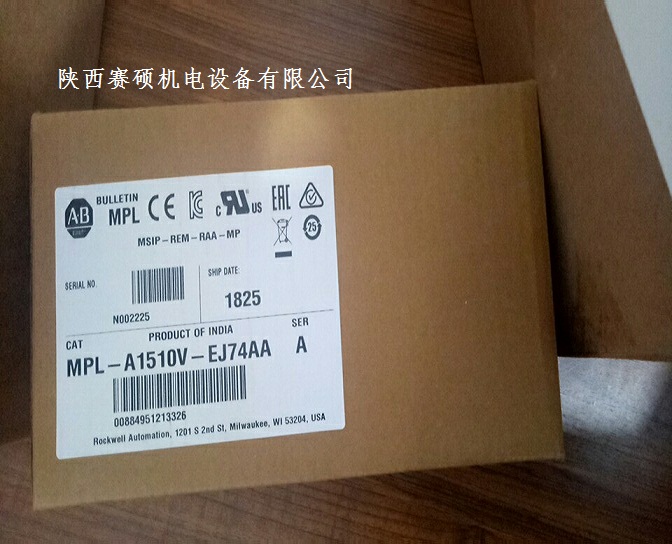 陕西赛硕机电设备有限公司
A-B
BULLETIN
MPL
CE
C RU US
EAC
25
MSIP-REM-RAA-MP
SERIAL NO.
SHIP DATE:
N002225
1825
PRODUCT OF INDIA
CAT
SER
MPL-A1510V-EJ74AA
A
00884951213326
Rockwell Automation, 1201 S 2nd St, Milwaukee, WI 53204, USA